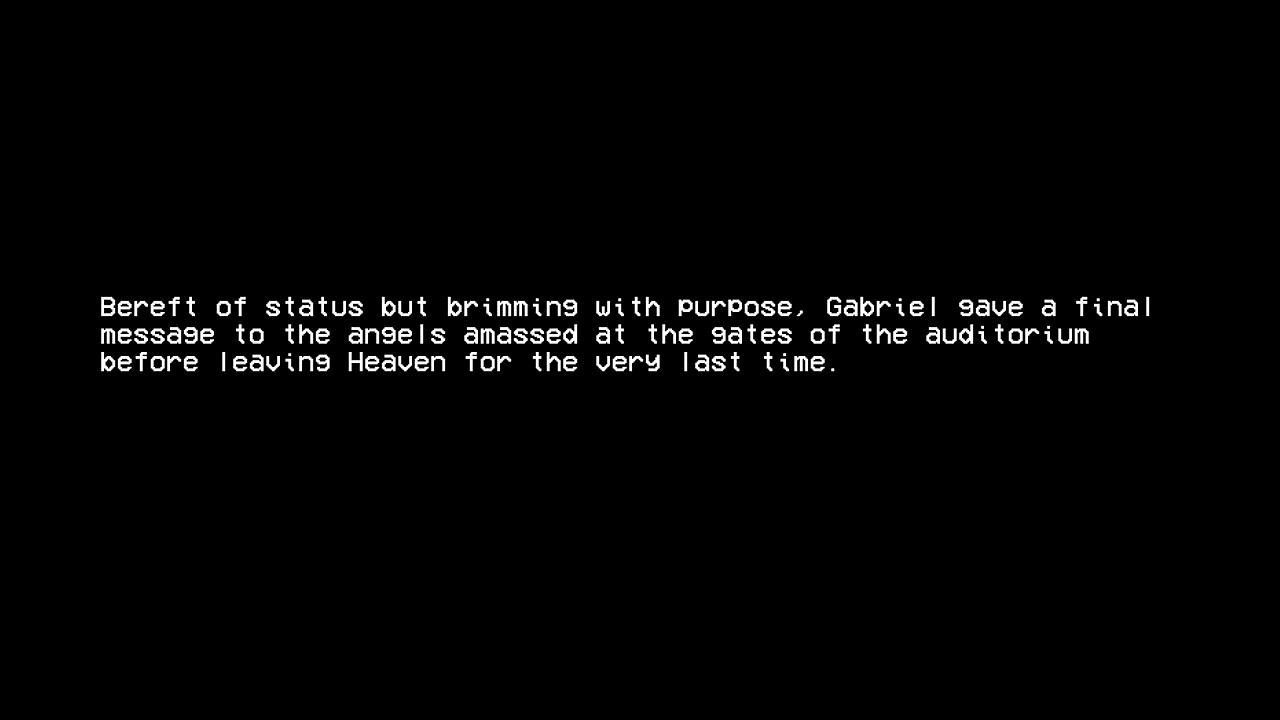 Bereft of status but brimming with purpose, Gabriel gave a final
message to the angels amassed at the gates of the auditorium
before leaving Heaven for the very last time.